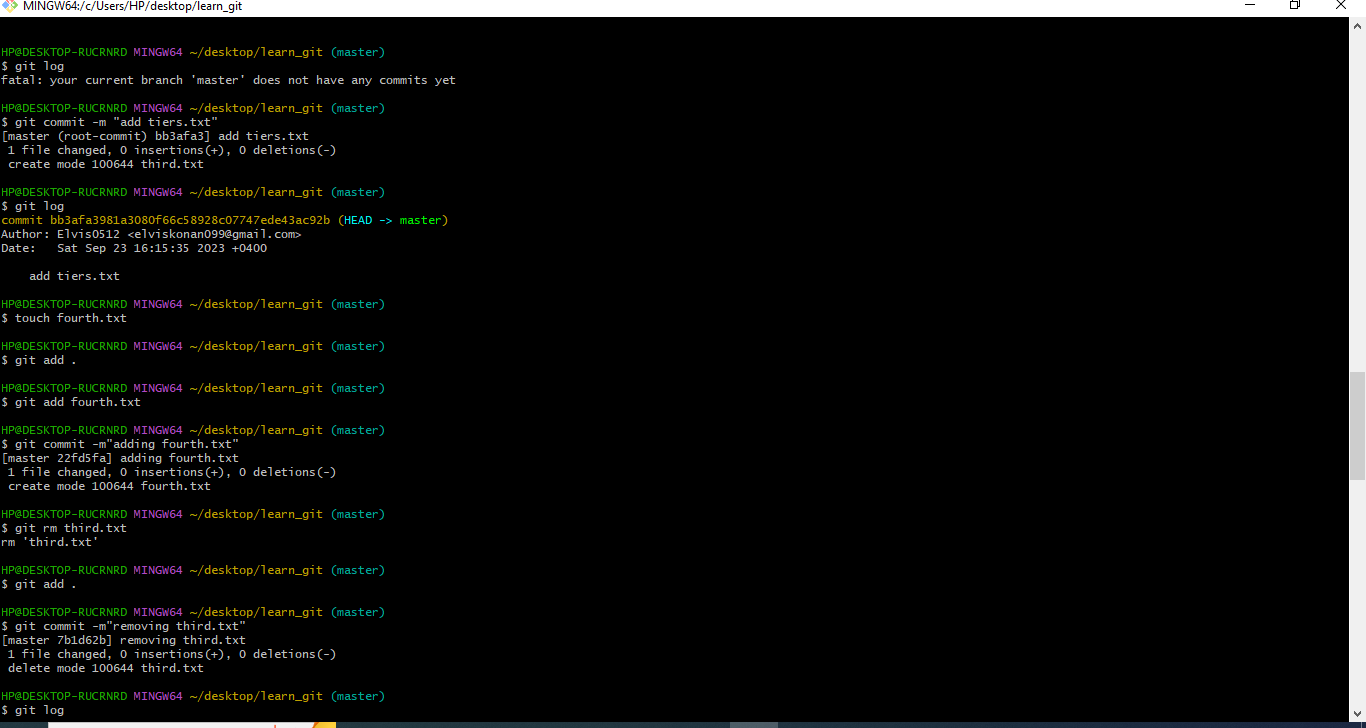 MINGW64:/c/Users/HP/desktop/learn_git
HP@DESKTOP-RUCRNRD MINGW64 ~/desktop/learn_git (master)
$ git log
fatal: your current branch 'master' does not have any commits yet
HP@DESKTOP-RUCRNRD MINGW64 ~/desktop/learn_git (master)
$ git commit -m "add tiers.txt"
[master (root-commit) bb3afa3] add tiers.txt
 1 file changed, 0 insertions(+), 0 deletions(-)
 create mode 100644 third.txt
HP@DESKTOP-RUCRNRD MINGW64 ~/desktop/learn_git (master)
$ git log
commit bb3afa3981a3080f66c58928c07747ede43ac92b (HEAD -> master)
Author: Elvis0512 <elviskonan099@gmail.com>
Date:   Sat Sep 23 16:15:35 2023 +0400
    add tiers.txt
HP@DESKTOP-RUCRNRD MINGW64 ~/desktop/learn_git (master)
$ touch fourth.txt
HP@DESKTOP-RUCRNRD MINGW64 ~/desktop/learn_git (master)
$ git add .
HP@DESKTOP-RUCRNRD MINGW64 ~/desktop/learn_git (master)
$ git add fourth.txt
HP@DESKTOP-RUCRNRD MINGW64 ~/desktop/learn_git (master)
$ git commit -m"adding fourth.txt"
[master 22fd5fa] adding fourth.txt
 1 file changed, 0 insertions(+), 0 deletions(-)
 create mode 100644 fourth.txt
HP@DESKTOP-RUCRNRD MINGW64 ~/desktop/learn_git (master)
$ git rm third.txt
rm 'third.txt'
HP@DESKTOP-RUCRNRD MINGW64 ~/desktop/learn_git (master)
$ git add .
HP@DESKTOP-RUCRNRD MINGW64 ~/desktop/learn_git (master)
$ git commit -m"removing third.txt"
[master 7b1d62b] removing third.txt
 1 file changed, 0 insertions(+), 0 deletions(-)
 delete mode 100644 third.txt
HP@DESKTOP-RUCRNRD MINGW64 ~/desktop/learn_git (master)
$ git log